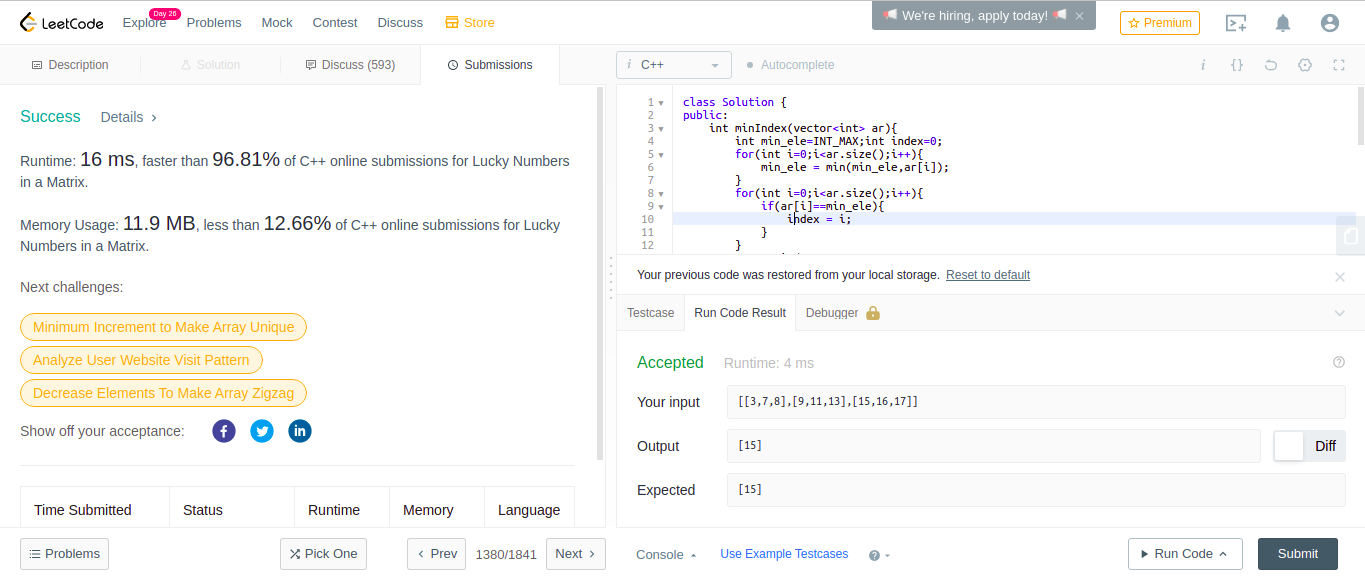 LeetCode
Explore
Day 26
Problems
Mock
Contest
Discuss
Store
📢 We're hiring, apply today! 📢 ×
Premium
Description
Solution
Discuss (593)
Submissions
i C++
Autocomplete
Success Details >
Runtime: 16 ms, faster than 96.81% of C++ online submissions for Lucky Numbers
in a Matrix.
Memory Usage: 11.9 MB, less than 12.66% of C++ online submissions for Lucky
Numbers in a Matrix.
Next challenges:
Minimum Increment to Make Array Unique
Analyze User Website Visit Pattern
Decrease Elements To Make Array Zigzag
Show off your acceptance:
Time Submitted Status Runtime Memory Language
Problems
Pick One
< Prev
1380/1841
Next >
1 class Solution {
2 public:
3 int minIndex(vector<int> ar){
4 int min_ele=INT_MAX;int index=0;
5 for(int i=0;i<ar.size();i++){
6 min_ele = min(min_ele,ar[i]);
7 }
8 for(int i=0;i<ar.size();i++){
9 if(ar[i]==min_ele){
10 index = i;
11 }
12 }
Your previous code was restored from your local storage. Reset to default
Testcase Run Code Result Debugger
Accepted Runtime: 4 ms
Your input [[3,7,8],[9,11,13],[15,16,17]]
Output [15] Diff
Expected [15]
Console
Use Example Testcases
Run Code
Submit